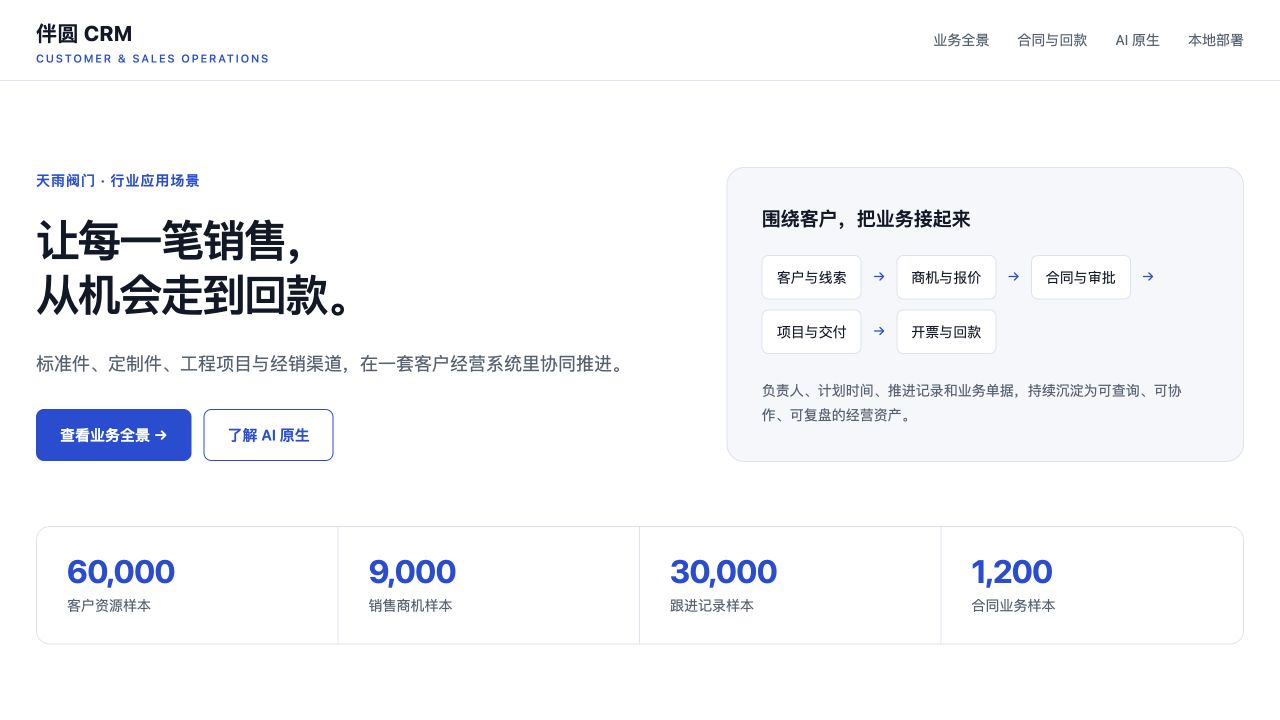 伴圆 CRM
CUSTOMER & SALES OPERATIONS
业务全景
合同与回款
AI 原生
本地部署
天雨阀门 · 行业应用场景
让每一笔销售，
从机会走到回款。
标准件、定制件、工程项目与经销渠道，在一套客户经营系统里协同推进。
查看业务全景 →
了解 AI 原生
围绕客户，把业务接起来
客户与线索 → 商机与报价 → 合同与审批 →
项目与交付 → 开票与回款
负责人、计划时间、推进记录和业务单据，持续沉淀为可查询、可协
作、可复盘的经营资产。
60,000
客户资源样本
9,000
销售商机样本
30,000
跟进记录样本
1,200
合同业务样本